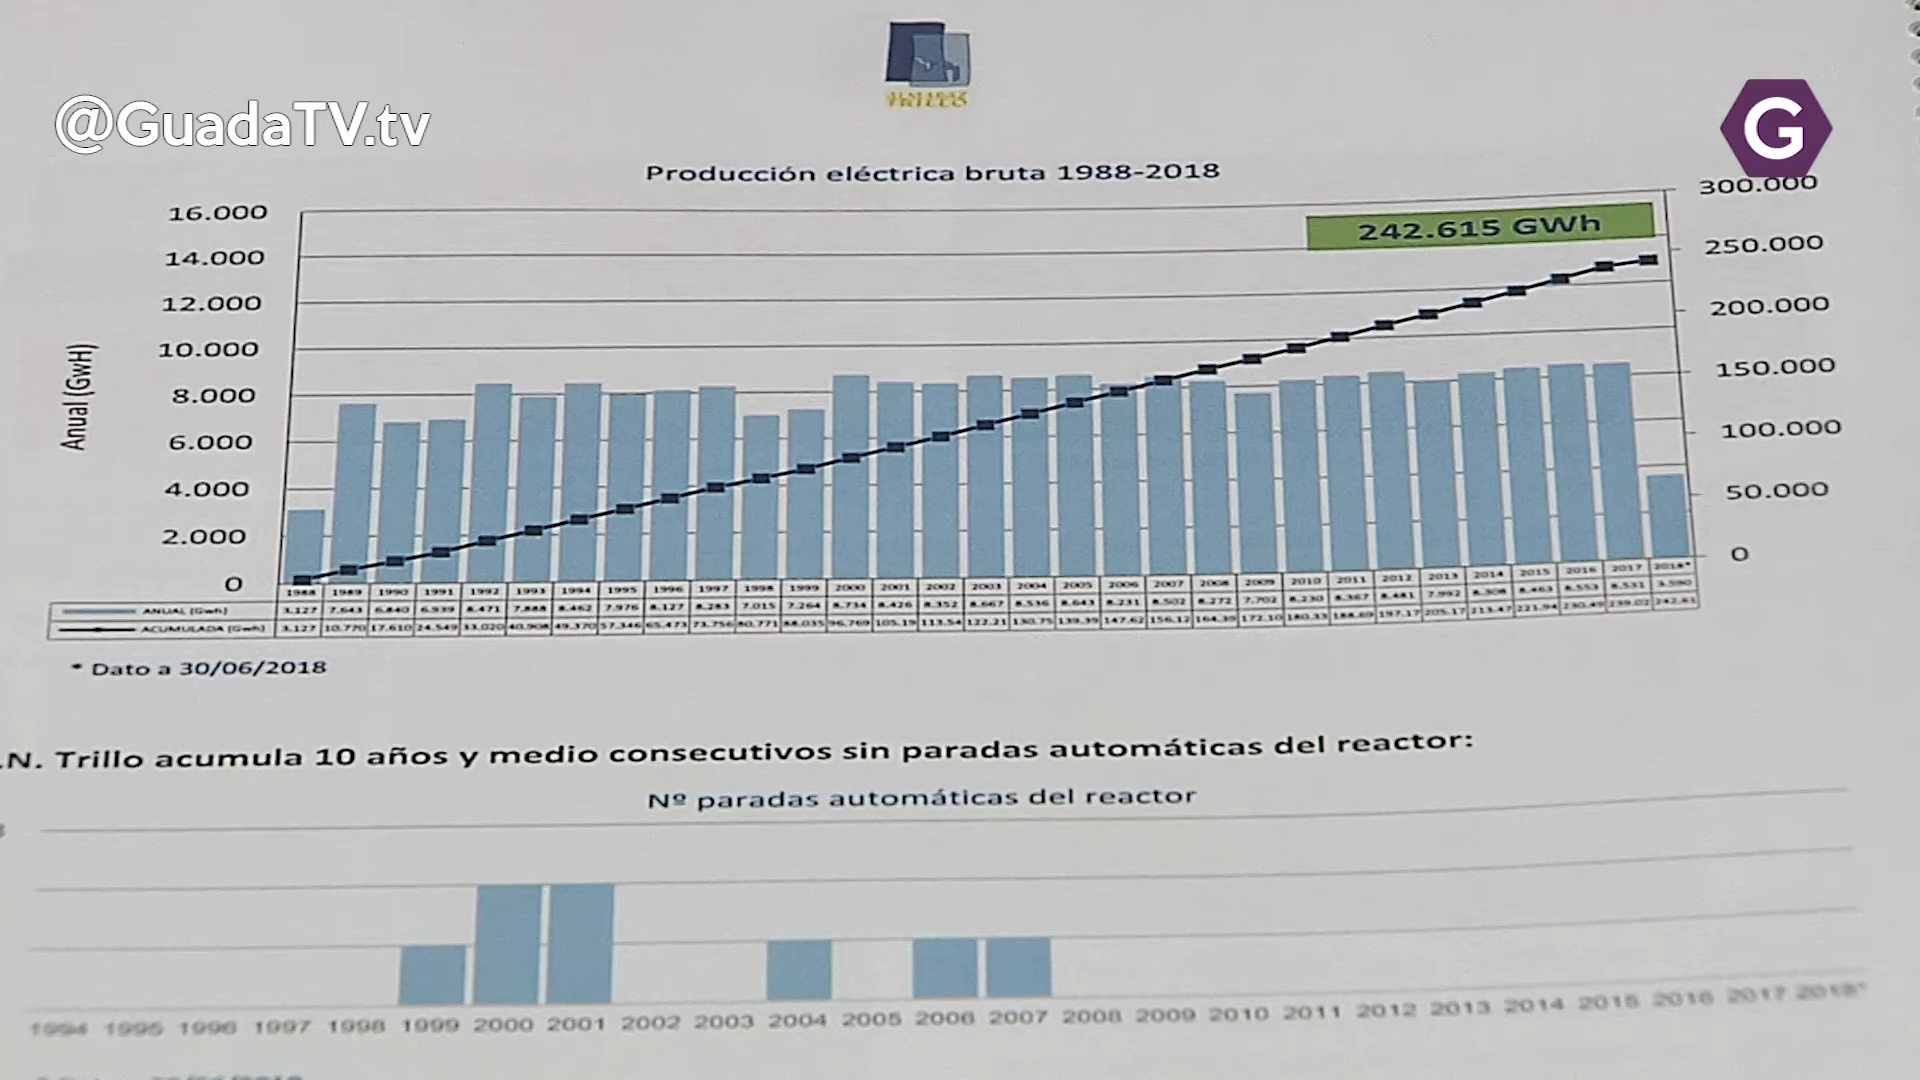 TRILLO
@GuadaTV.tv
G
Producción eléctrica bruta 1988-2018
16.000
14.000
12.000
10.000
8.000
6.000
4.000
2.000
0
Anual (GwH)
242.615 GWh
300.000
250.000
200.000
150.000
100.000
50.000
0
1988 1989 1990 1991 1992 1993 1994 1995 1996 1997 1998 1999 2000 2001 2002 2003 2004 2005 2006 2007 2008 2009 2010 2011 2012 2013 2014 2015 2016 2017 2018*
ANUAL (Gwh) 3.127 7.643 6.840 6.939 8.471 7.888 8.462 7.976 8.127 8.283 7.015 7.264 8.734 8.426 8.352 8.667 8.536 8.643 8.231 8.502 8.272 7.702 8.230 8.367 8.481 7.992 8.308 8.463 8.553 8.531 3.590
ACUMULADA (Gwh) 3.127 10.770 17.610 24.549 33.020 40.908 49.370 57.346 65.473 73.756 80.771 88.035 96.769 105.19 113.54 122.21 130.75 139.39 147.62 156.12 164.39 172.10 180.33 188.69 197.17 205.17 213.47 221.94 230.49 239.02 242.61
* Dato a 30/06/2018
.N. Trillo acumula 10 años y medio consecutivos sin paradas automáticas del reactor:
Nº paradas automáticas del reactor
1994 1995 1996 1997 1998 1999 2000 2001 2002 2003 2004 2005 2006 2007 2008 2009 2010 2011 2012 2013 2014 2015 2016 2017 2018*